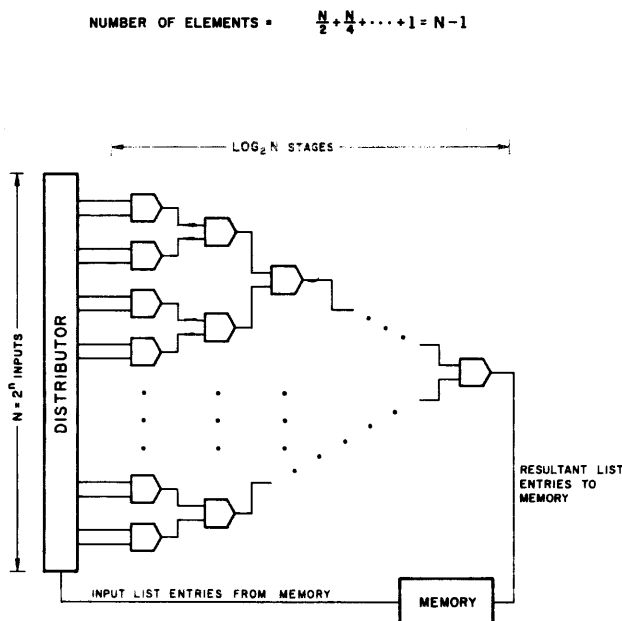 NUMBER OF ELEMENTS = N/2 + N/4 + · · · · + 1 = N - 1
LOG₂ N STAGES
N = 2ⁿ INPUTS
DISTRIBUTOR
RESULTANT LIST
ENTRIES TO
MEMORY
INPUT LIST ENTRIES FROM MEMORY
MEMORY